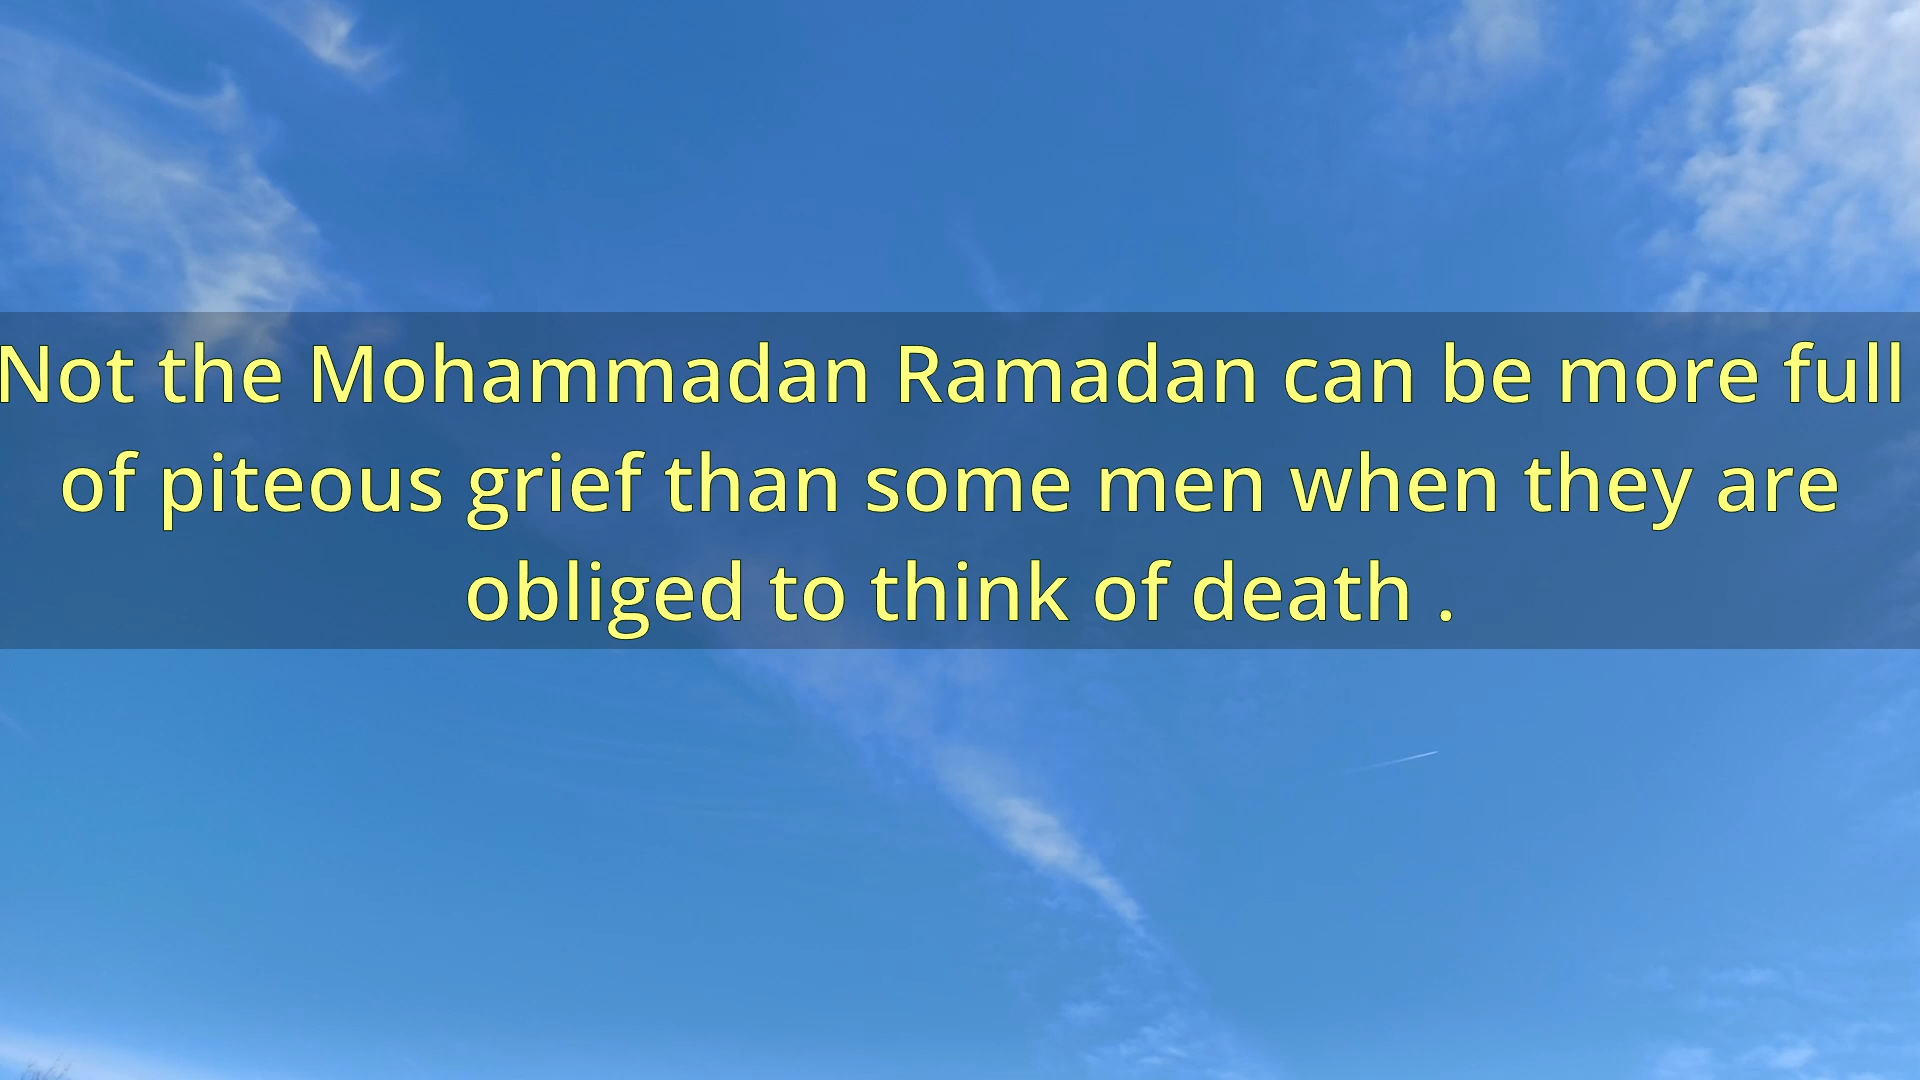 Not the Mohammadan Ramadan can be more full
of piteous grief than some men when they are
obliged to think of death .